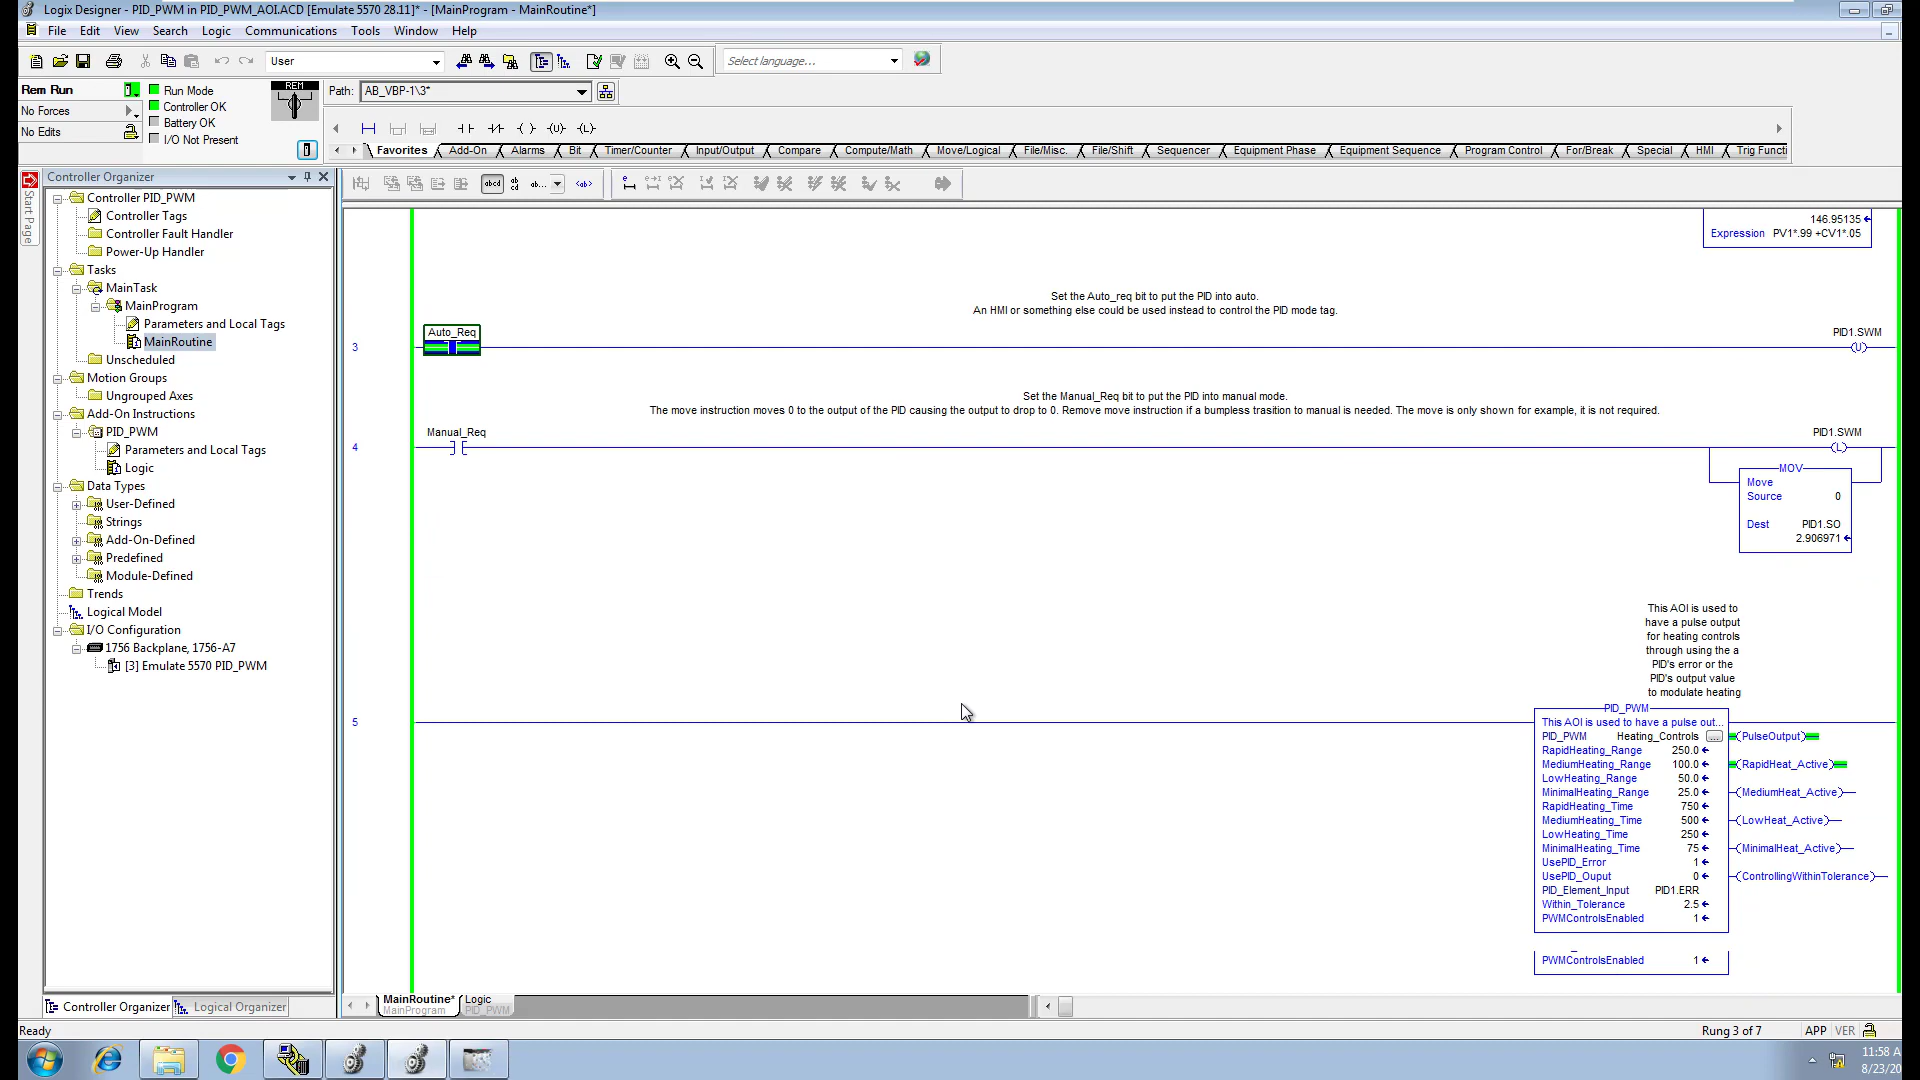 Logix Designer - PID_PWM in PID_PWM_AOI.ACD [Emulate 5570 28.11]* - [MainProgram - MainRoutine*]
File Edit View Search Logic Communications Tools Window Help
User
Select language...
Rem Run
No Forces
No Edits
Run Mode
Controller OK
Battery OK
I/O Not Present
REM
Path: AB_VBP-1\3*
Favorites Add-On Alarms Bit Timer/Counter Input/Output Compare Compute/Math Move/Logical File/Misc. File/Shift Sequencer Equipment Phase Equipment Sequence Program Control For/Break Special HMI Trig Functi
Start Page
Controller Organizer
Controller PID_PWM
Controller Tags
Controller Fault Handler
Power-Up Handler
Tasks
MainTask
MainProgram
Parameters and Local Tags
MainRoutine
Unscheduled
Motion Groups
Ungrouped Axes
Add-On Instructions
PID_PWM
Parameters and Local Tags
Logic
Data Types
User-Defined
Strings
Add-On-Defined
Predefined
Module-Defined
Trends
Logical Model
I/O Configuration
1756 Backplane, 1756-A7
[3] Emulate 5570 PID_PWM
Controller Organizer Logical Organizer
abcd ab cd ab...
146.95135
Expression PV1*.99 +CV1*.05
Set the Auto_req bit to put the PID into auto.
An HMI or something else could be used instead to control the PID mode tag.
3 Auto_Req PID1.SWM
U
Set the Manual_Req bit to put the PID into manual mode.
The move instruction moves 0 to the output of the PID causing the output to drop to 0. Remove move instruction if a bumpless trasition to manual is needed. The move is only shown for example, it is not required.
4 Manual_Req PID1.SWM
L
MOV
Move
Source 0
Dest PID1.SO
2.906971
This AOI is used to
have a pulse output
for heating controls
through using the a
PID's error or the
PID's output value
to modulate heating
5 PID_PWM
This AOI is used to have a pulse out...
PID_PWM Heating_Controls ... PulseOutput
RapidHeating_Range 250.0
MediumHeating_Range 100.0 RapidHeat_Active
LowHeating_Range 50.0
MinimalHeating_Range 25.0 MediumHeat_Active
RapidHeating_Time 750
MediumHeating_Time 500 LowHeat_Active
LowHeating_Time 250
MinimalHeating_Time 75 MinimalHeat_Active
UsePID_Error 1
UsePID_Ouput 0 ControllingWithinTolerance
PID_Element_Input PID1.ERR
Within_Tolerance 2.5
PWMControlsEnabled 1
PWMControlsEnabled 1
MainRoutine* Logic
MainProgram PID_PWM
Ready Rung 3 of 7 APP VER
11:58 A
8/23/20